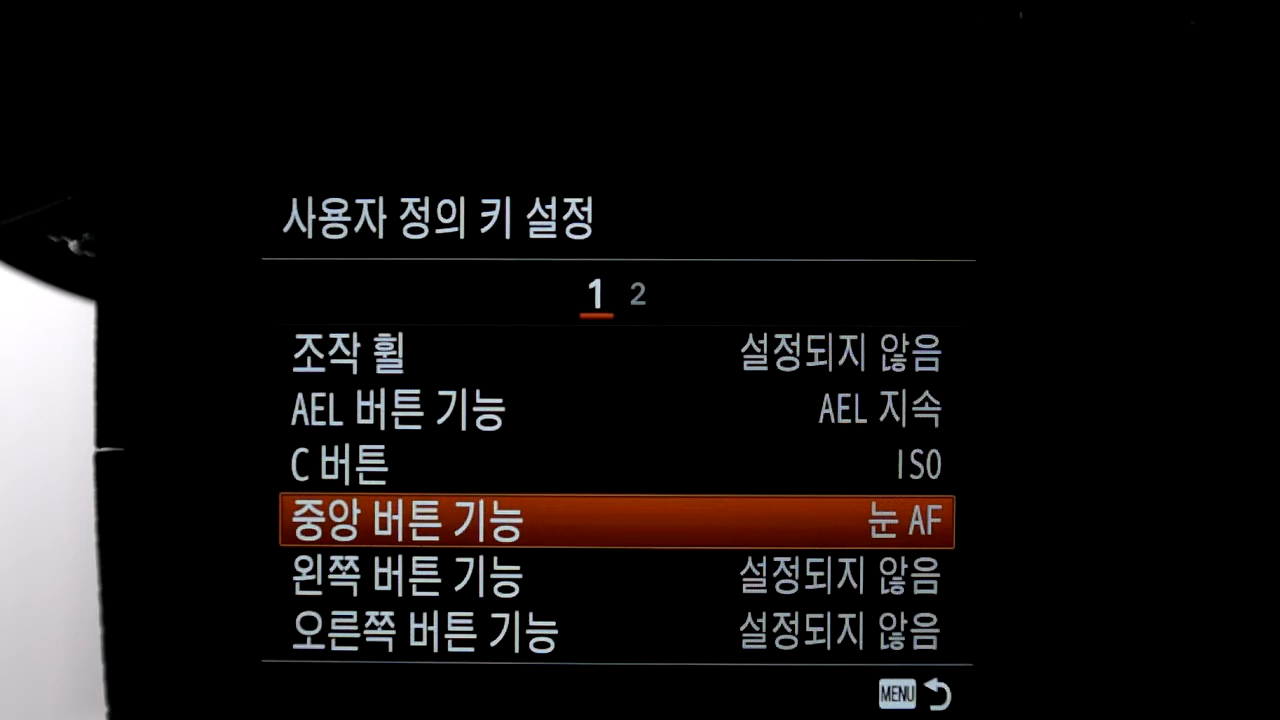 사용자 정의 키 설정
1 2
조작 휠 설정되지 않음
AEL 버튼 기능 AEL 지속
C 버튼 ISO
중앙 버튼 기능 눈 AF
왼쪽 버튼 기능 설정되지 않음
오른쪽 버튼 기능 설정되지 않음
MENU